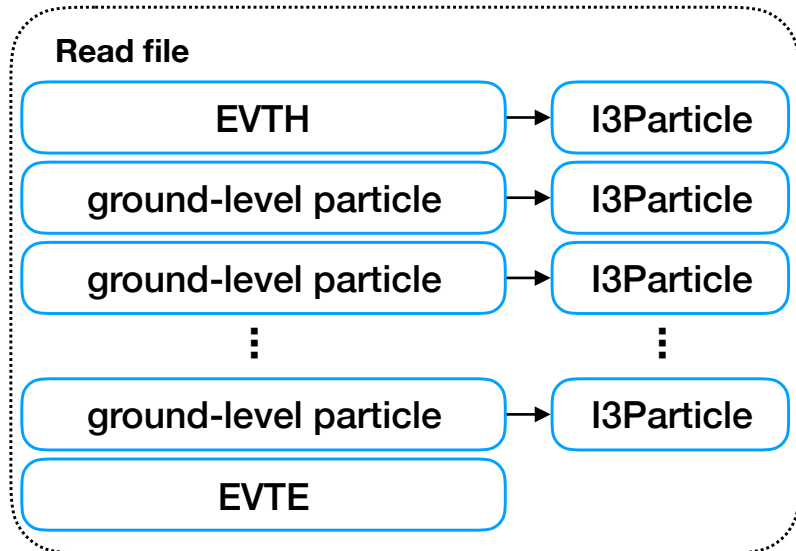 Read file
EVTH I3Particle
ground-level particle I3Particle
ground-level particle I3Particle
⋮ ⋮
ground-level particle I3Particle
EVTE